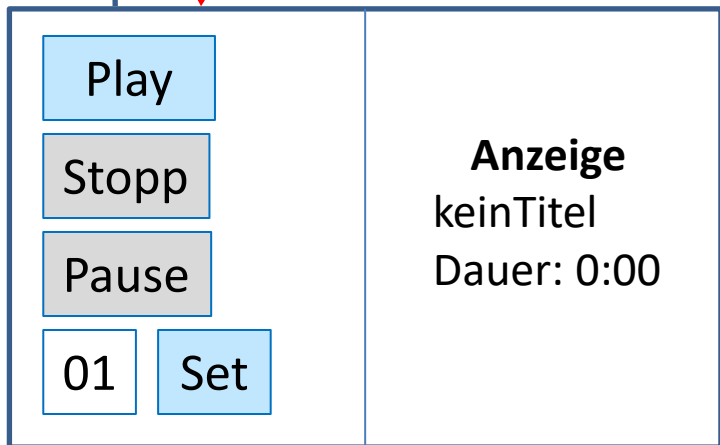 Play
Stopp
Pause
01 Set
Anzeige
keinTitel
Dauer: 0:00